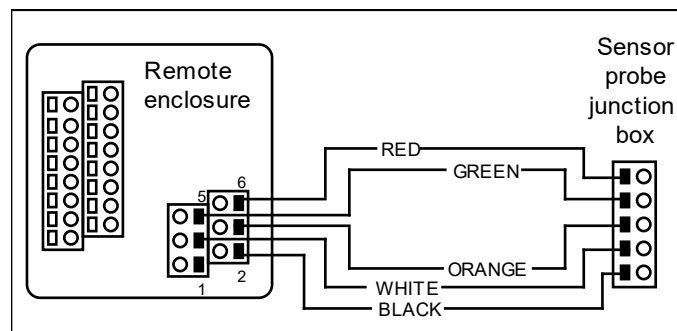 Remote
enclosure
Sensor
probe
junction
box
RED
GREEN
ORANGE
WHITE
BLACK
5
6
1
2